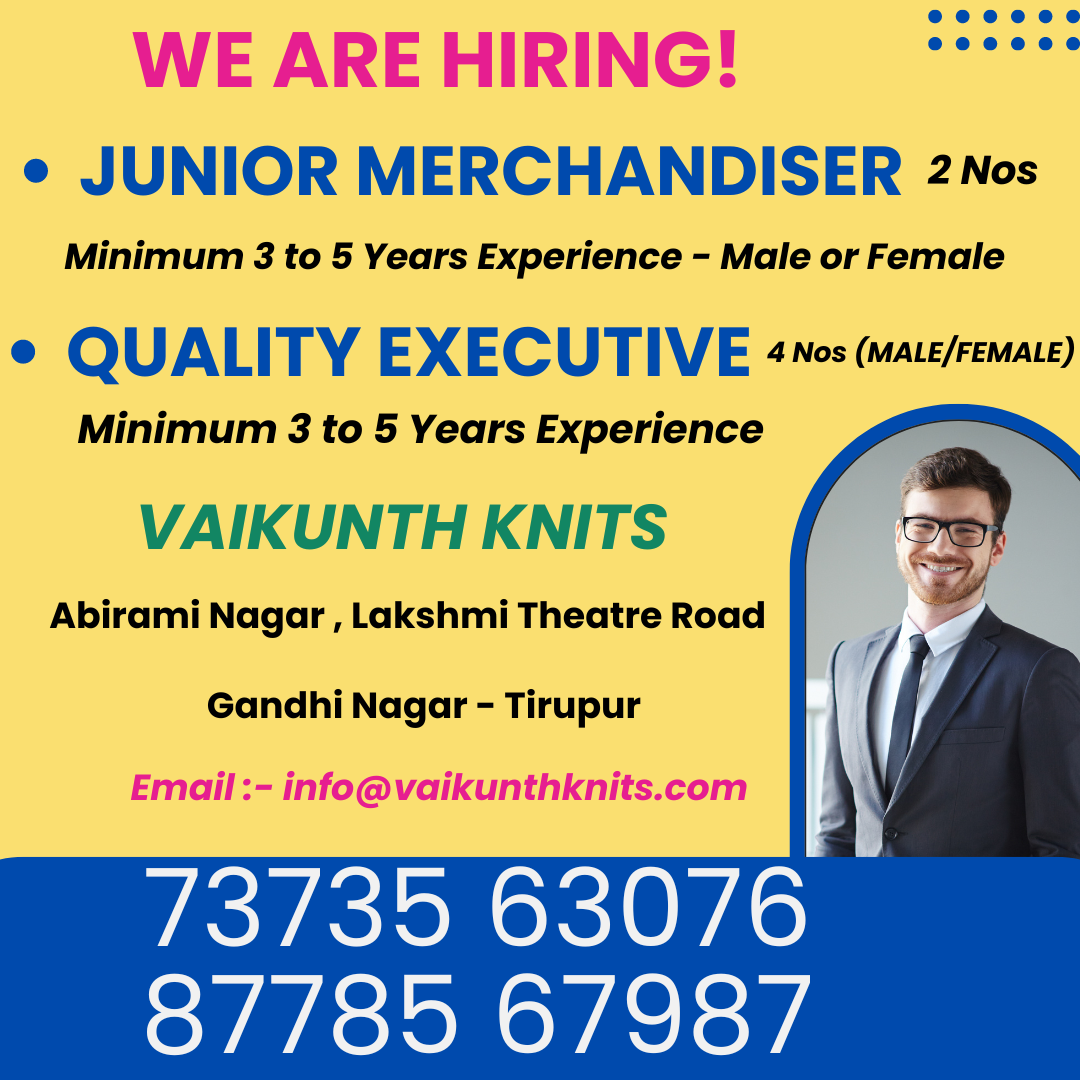 WE ARE HIRING!
• JUNIOR MERCHANDISER 2 Nos
Minimum 3 to 5 Years Experience - Male or Female
• QUALITY EXECUTIVE 4 Nos (MALE/FEMALE)
Minimum 3 to 5 Years Experience
VAIKUNTH KNITS
Abirami Nagar , Lakshmi Theatre Road
Gandhi Nagar - Tirupur
Email :- info@vaikunthknits.com
73735 63076
87785 67987